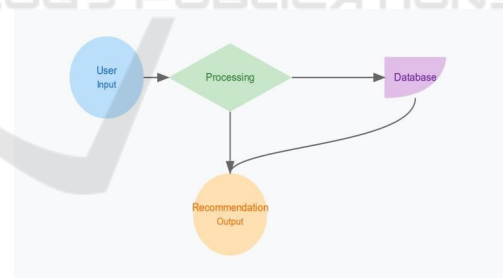 User
Input
Processing
Database
Recommendation
Output